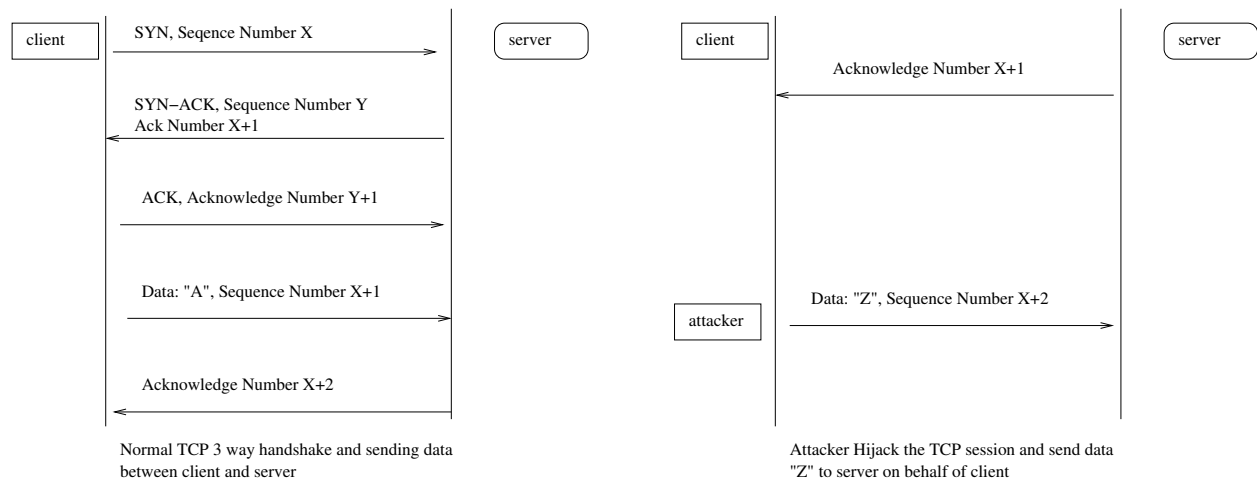 client
SYN, Seqence Number X
server
SYN−ACK, Sequence Number Y
Ack Number X+1
ACK, Acknowledge Number Y+1
Data: "A", Sequence Number X+1
Acknowledge Number X+2
Normal TCP 3 way handshake and sending data
between client and server
client
server
Acknowledge Number X+1
attacker
Data: "Z", Sequence Number X+2
Attacker Hijack the TCP session and send data
"Z" to server on behalf of client